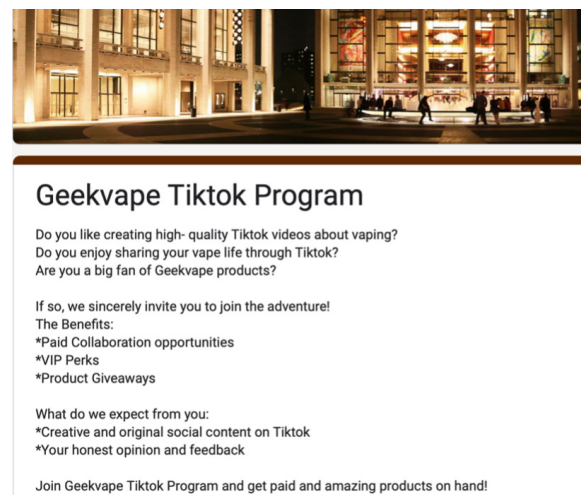 Geekvape Tiktok Program
Do you like creating high- quality Tiktok videos about vaping?
Do you enjoy sharing your vape life through Tiktok?
Are you a big fan of Geekvape products?
If so, we sincerely invite you to join the adventure!
The Benefits:
*Paid Collaboration opportunities
*VIP Perks
*Product Giveaways
What do we expect from you:
*Creative and original social content on Tiktok
*Your honest opinion and feedback
Join Geekvape Tiktok Program and get paid and amazing products on hand!